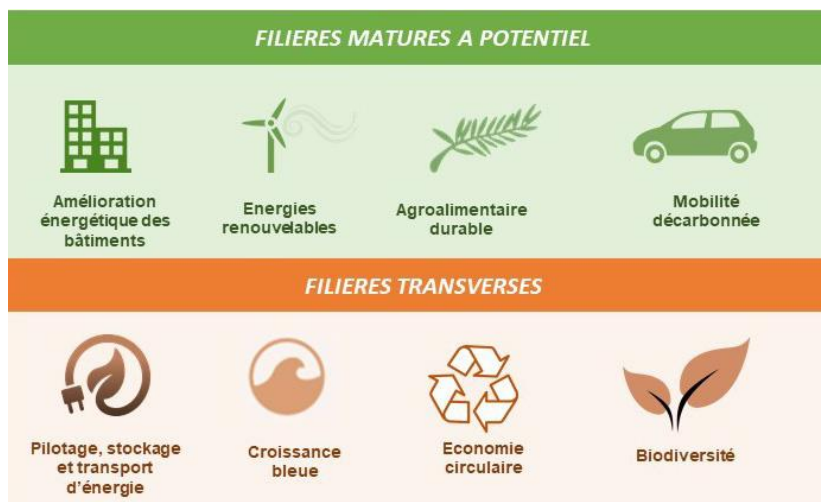 FILIERES MATURES A POTENTIEL
Amélioration
énergétique des
bâtiments
Energies
renouvelables
Agroalimentaire
durable
Mobilité
décarbonnée
FILIERES TRANSVERSES
Pilotage, stockage
et transport
d'énergie
Croissance
bleue
Economie
circulaire
Biodiversité